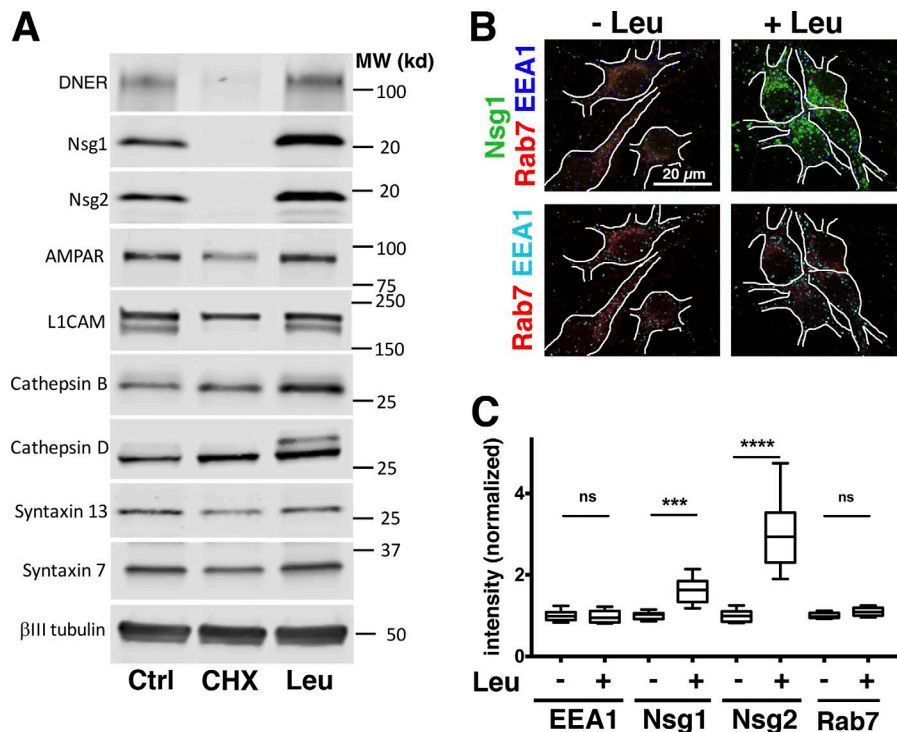 A
MW (kd)
DNER
100
Nsg1
20
Nsg2
20
AMPAR
100
75
L1CAM
250
150
Cathepsin B
25
Cathepsin D
25
Syntaxin 13
25
Syntaxin 7
37
βIII tubulin
50
Ctrl CHX Leu
B
- Leu + Leu
Nsg1
Rab7 EEA1
20 µm
Rab7 EEA1
C
intensity (normalized)
4
2
0
ns
***
****
ns
Leu - + - + - + - +
EEA1 Nsg1 Nsg2 Rab7